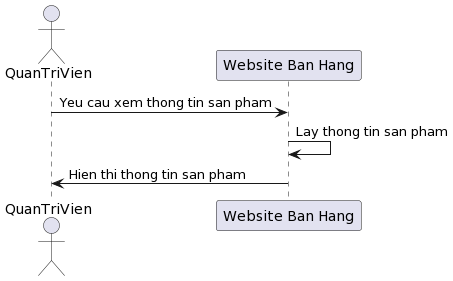 QuanTriVien
Website Ban Hang
Yeu cau xem thong tin san pham
Lay thong tin san pham
Hien thi thong tin san pham
QuanTriVien
Website Ban Hang